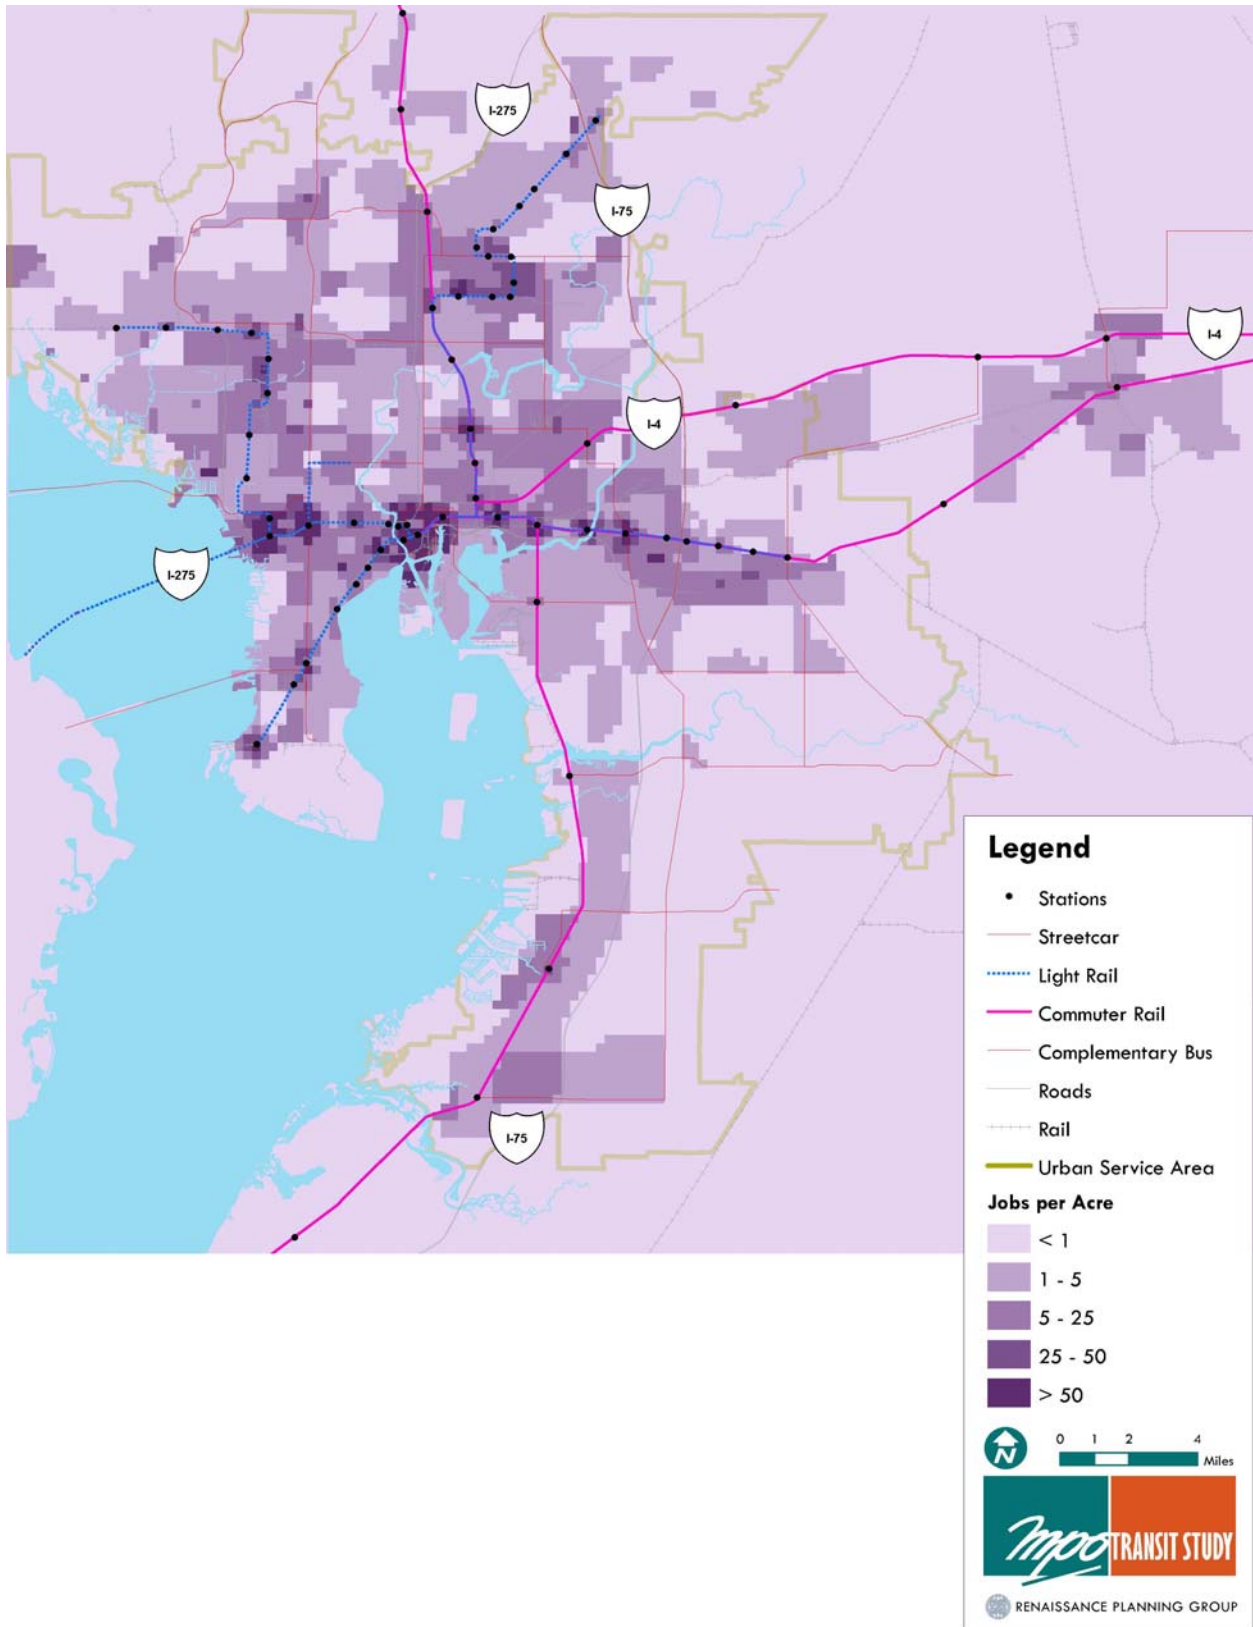 I-275
I-75
I-4
I-4
I-275
I-75
Legend
Stations
Streetcar
Light Rail
Commuter Rail
Complementary Bus
Roads
Rail
Urban Service Area
Jobs per Acre
< 1
1 - 5
5 - 25
25 - 50
> 50
N
0 1 2 4
Miles
mpo TRANSIT STUDY
RENAISSANCE PLANNING GROUP